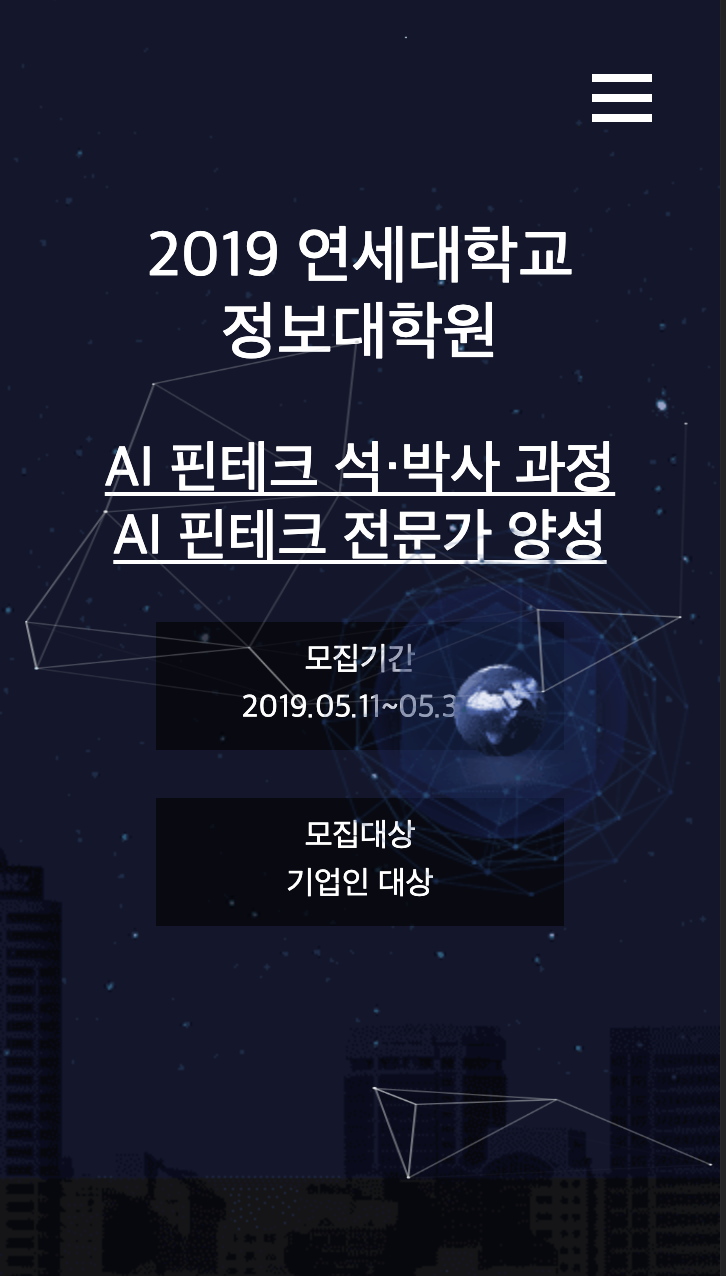 2019 연세대학교
정보대학원
AI 핀테크 석·박사 과정
AI 핀테크 전문가 양성
모집기간
2019.05.11~05.3
모집대상
기업인 대상